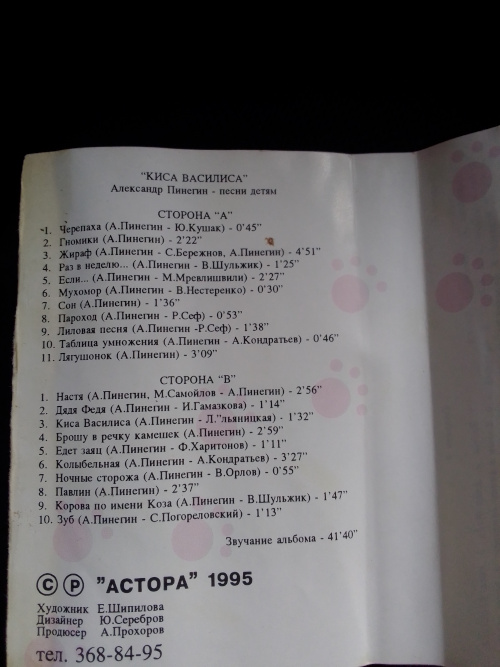 "КИСА ВАСИЛИСА"
Александр Пинегин - песни детям
СТОРОНА "А"
1. Черепаха (А.Пинегин - Ю.Кушак) - 0'45"
2. Гномики (А.Пинегин) - 2'22"
3. Жираф (А.Пинегин - С.Бережнов, А.Пинегин) - 4'51"
4. Раз в неделю... (А.Пинегин - В.Шульжик) - 1'25"
5. Если... (А.Пинегин - М.Мревлишвили) - 2'27"
6. Мухомор (А.Пинегин - В.Нестеренко) - 0'30"
7. Сон (А.Пинегин) - 1'36"
8. Пароход (А.Пинегин - Р.Сеф) - 0'53"
9. Лиловая песня (А.Пинегин -Р.Сеф) - 1'38"
10. Таблица умножения (А.Пинегин - А.Кондратьев) - 0'46"
11. Лягушонок (А.Пинегин) - 3'09"
СТОРОНА "В"
1. Настя (А.Пинегин, М.Самойлов - А.Пинегин) - 2'56"
2. Дядя Федя (А.Пинегин - И.Гамазкова) - 1'14"
3. Киса Василиса (А.Пинегин - Л."льяницкая) - 1'32"
4. Брошу в речку камешек (А.Пинегин) - 2'59"
5. Едет заяц (А.Пинегин - Ф.Харитонов) - 1'11"
6. Колыбельная (А.Пинегин - А.Кондратьев) - 3'27"
7. Ночные сторожа (А.Пинегин - В.Орлов) - 0'55"
8. Павлин (А.Пинегин) - 2'37"
9. Корова по имени Коза (А.Пинегин - В.Шульжик) - 1'47"
10. Зуб (А.Пинегин - С.Погореловский) - 1'13"
Звучание альбома - 41'40"
© ℗ "АСТОРА" 1995
Художник Е.Шипилова
Дизайнер Ю.Серебров
Продюсер А.Прохоров
тел. 368-84-95